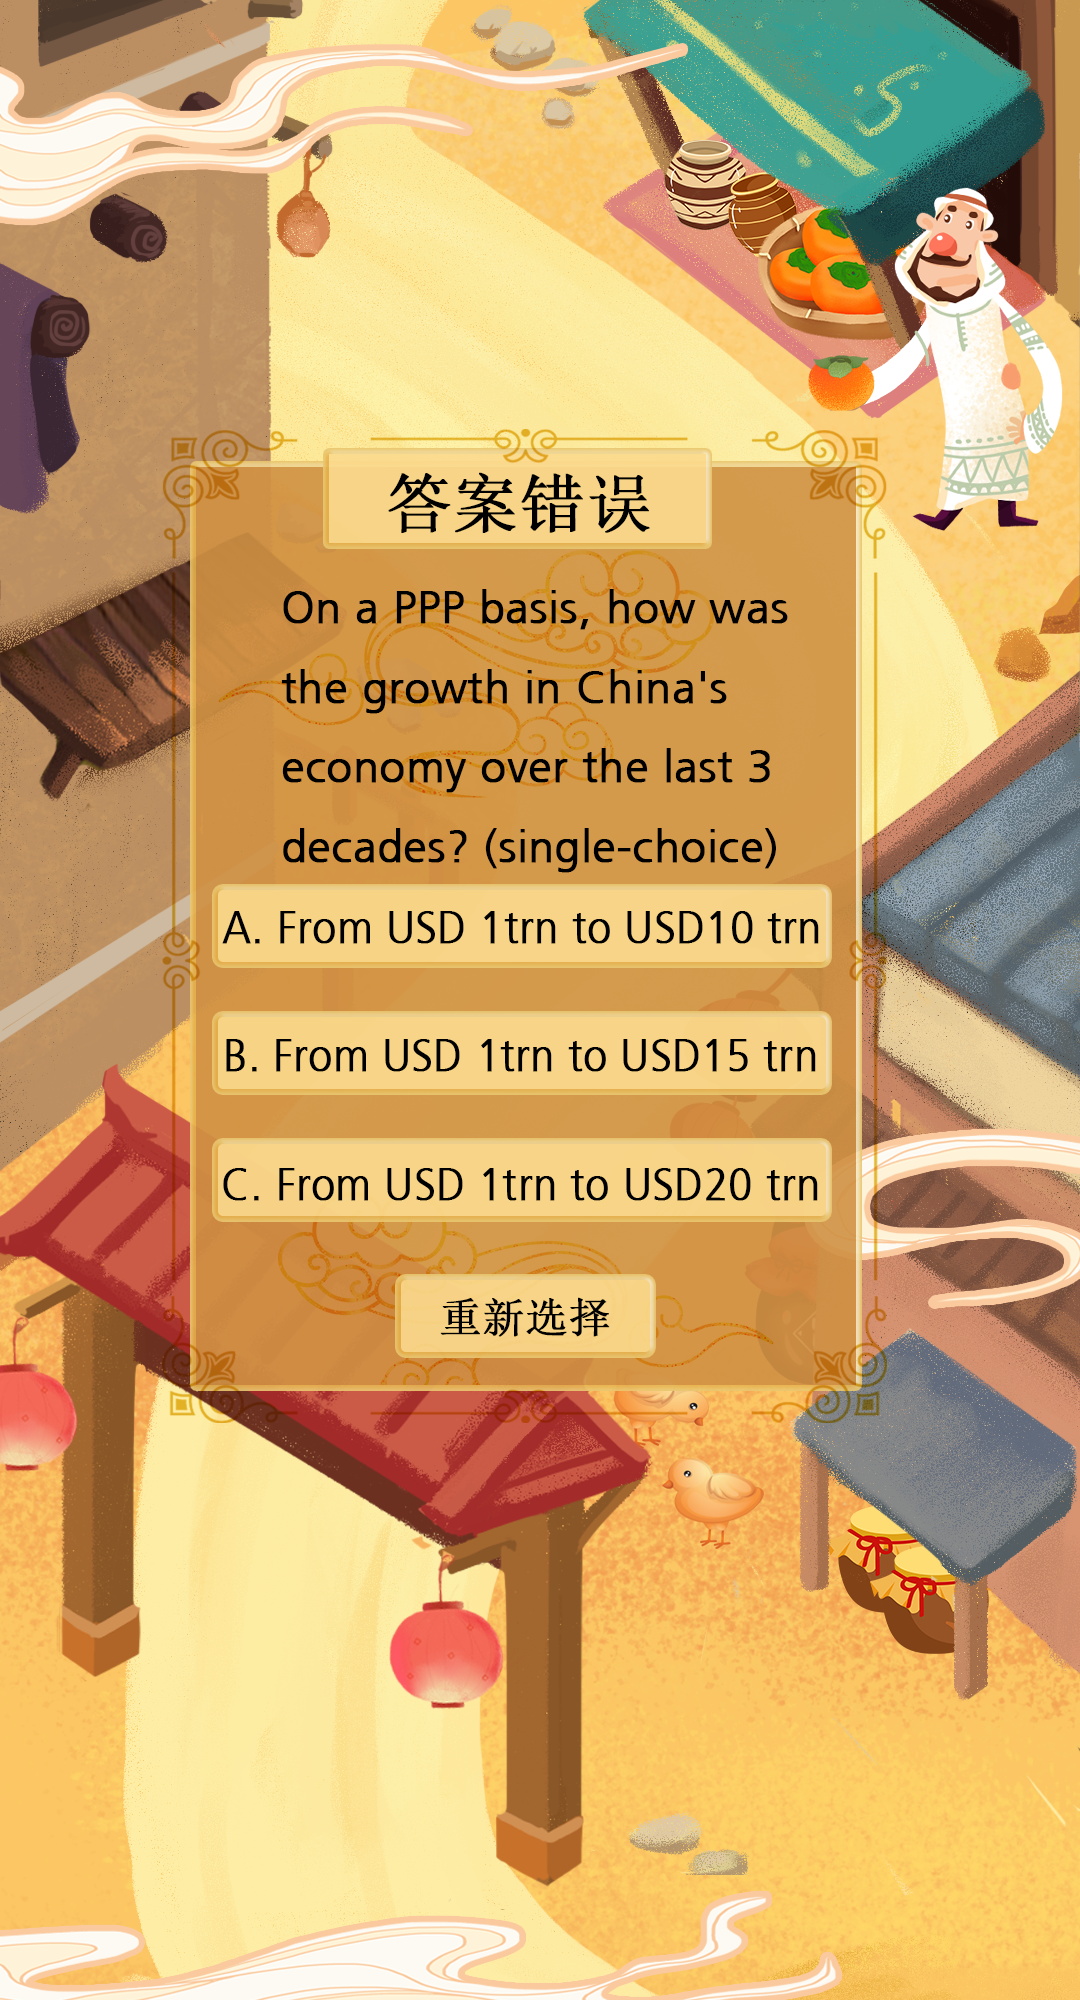 答案错误
On a PPP basis, how was
the growth in China's
economy over the last 3
decades? (single-choice)
A. From USD 1trn to USD10 trn
B. From USD 1trn to USD15 trn
C. From USD 1trn to USD20 trn
重新选择